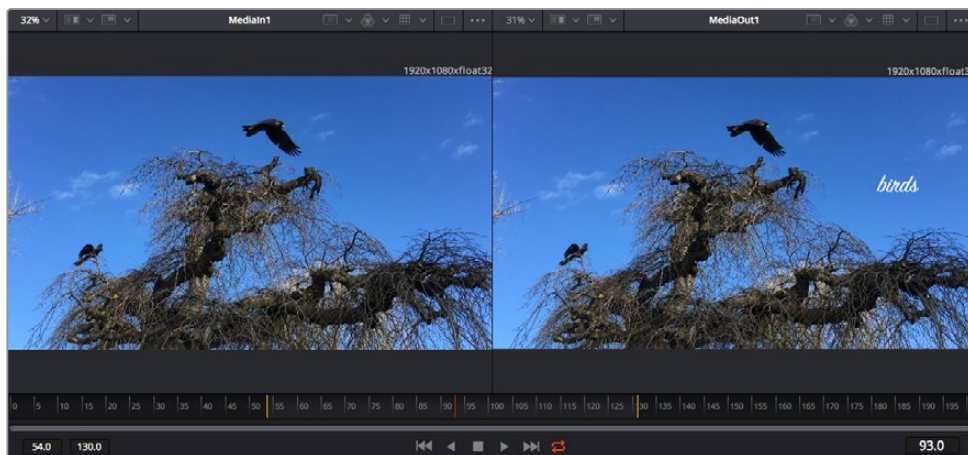 32% MediaIn1
31% MediaOut1
1920x1080xfloat32
1920x1080xfloat3
birds
0 5 10 15 20 25 30 35 40 45 50 55 60 65 70 75 80 85 90 95 100 105 110 115 120 125 130 135 140 145 150 155 160 165 170 175 180 185 190 195
54.0 130.0 93.0